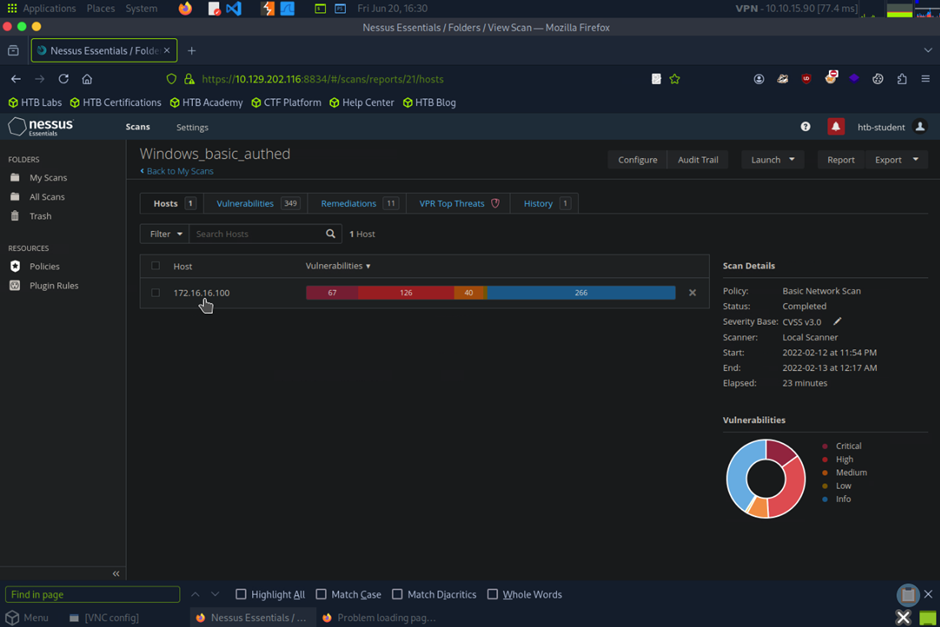 Applications Places System Fri Jun 20, 16:30 VPN - 10.10.15.90 [77.4 ms]
Nessus Essentials / Folders / View Scan — Mozilla Firefox
Nessus Essentials / Folde
https://10.129.202.116:8834/#/scans/reports/21/hosts
HTB Labs HTB Certifications HTB Academy CTF Platform Help Center HTB Blog
nessus Essentials Scans Settings htb-student
FOLDERS
My Scans
All Scans
Trash
RESOURCES
Policies
Plugin Rules
Windows_basic_authed
Back to My Scans
Configure Audit Trail Launch Report Export
Hosts 1 Vulnerabilities 349 Remediations 11 VPR Top Threats History 1
Filter Search Hosts 1 Host
Host Vulnerabilities
172.16.16.100 67 126 40 266
Scan Details
Policy: Basic Network Scan
Status: Completed
Severity Base: CVSS v3.0
Scanner: Local Scanner
Start: 2022-02-12 at 11:54 PM
End: 2022-02-13 at 12:17 AM
Elapsed: 23 minutes
Vulnerabilities
Critical
High
Medium
Low
Info
Find in page Highlight All Match Case Match Diacritics Whole Words
Menu [VNC config] Nessus Essentials / ... Problem loading pag...